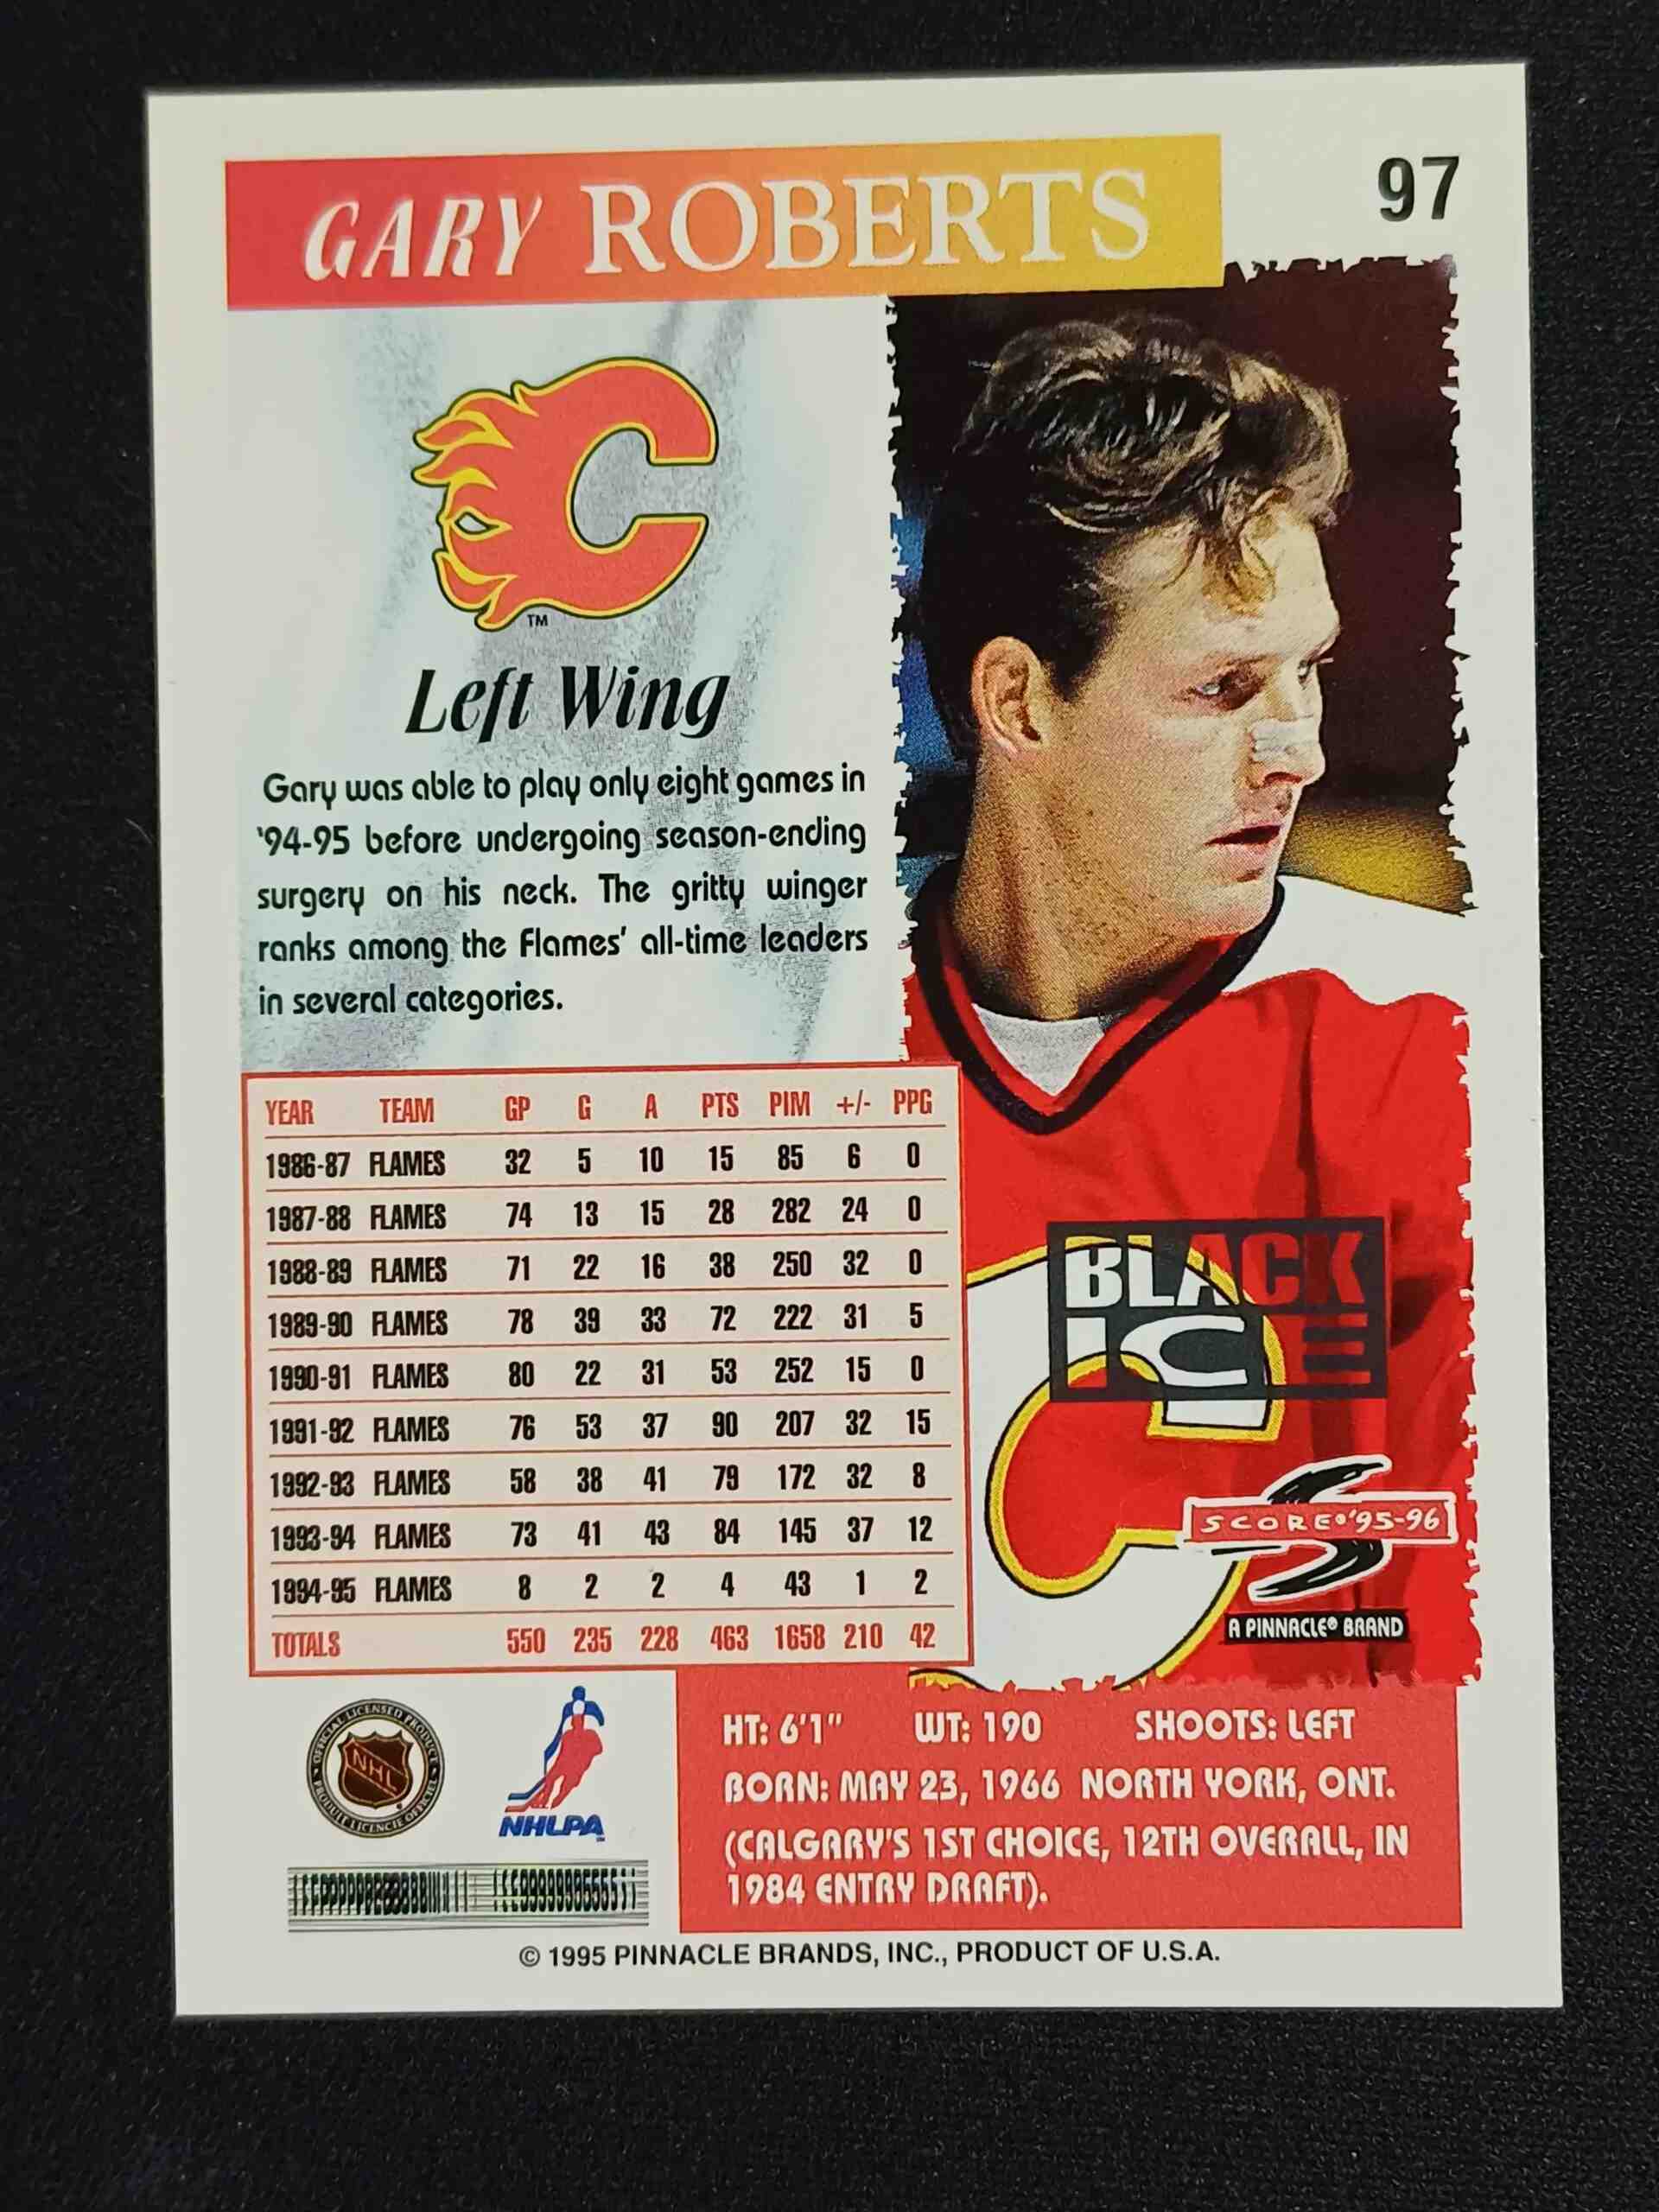 GARY ROBERTS
97
TM
Left Wing
Gary was able to play only eight games in
'94-95 before undergoing season-ending
surgery on his neck. The gritty winger
ranks among the Flames' all-time leaders
in several categories.
YEAR TEAM GP G A PTS PIM +/- PPG
1986-87 FLAMES 32 5 10 15 85 6 0
1987-88 FLAMES 74 13 15 28 282 24 0
1988-89 FLAMES 71 22 16 38 250 32 0
1989-90 FLAMES 78 39 33 72 222 31 5
1990-91 FLAMES 80 22 31 53 252 15 0
1991-92 FLAMES 76 53 37 90 207 32 15
1992-93 FLAMES 58 38 41 79 172 32 8
1993-94 FLAMES 73 41 43 84 145 37 12
1994-95 FLAMES 8 2 2 4 43 1 2
TOTALS 550 235 228 463 1658 210 42
BLACK
ICE
SCORE®'95-96
A PINNACLE® BRAND
OFFICIAL LICENSED PRODUCT
NHL
PRODUIT LICENCIE OFFICIEL
NHLPA
HT: 6'1" WT: 190 SHOOTS: LEFT
BORN: MAY 23, 1966 NORTH YORK, ONT.
(CALGARY'S 1ST CHOICE, 12TH OVERALL, IN
1984 ENTRY DRAFT).
© 1995 PINNACLE BRANDS, INC., PRODUCT OF U.S.A.